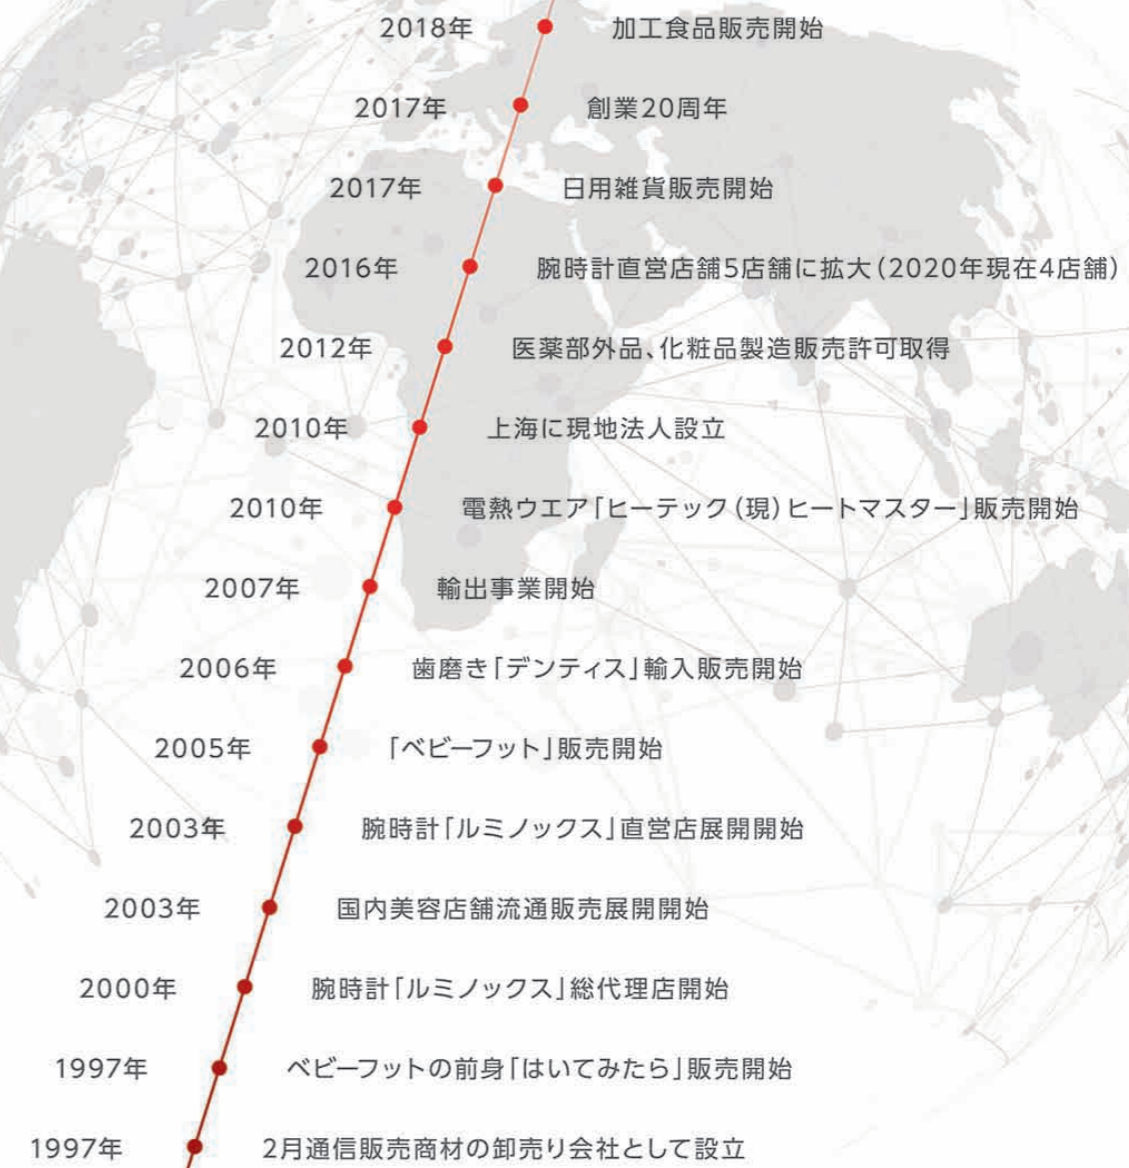 2018年 加工食品販売開始
2017年 創業20周年
2017年 日用雑貨販売開始
2016年 腕時計直営店舗5店舗に拡大(2020年現在4店舗)
2012年 医薬部外品、化粧品製造販売許可取得
2010年 上海に現地法人設立
2010年 電熱ウエア「ヒーテック(現)ヒートマスター」販売開始
2007年 輸出事業開始
2006年 歯磨き「デンティス」輸入販売開始
2005年 「ベビーフット」販売開始
2003年 腕時計「ルミノックス」直営店展開開始
2003年 国内美容店舗流通販売展開開始
2000年 腕時計「ルミノックス」総代理店開始
1997年 ベビーフットの前身「はいてみたら」販売開始
1997年 2月通信販売商材の卸売り会社として設立